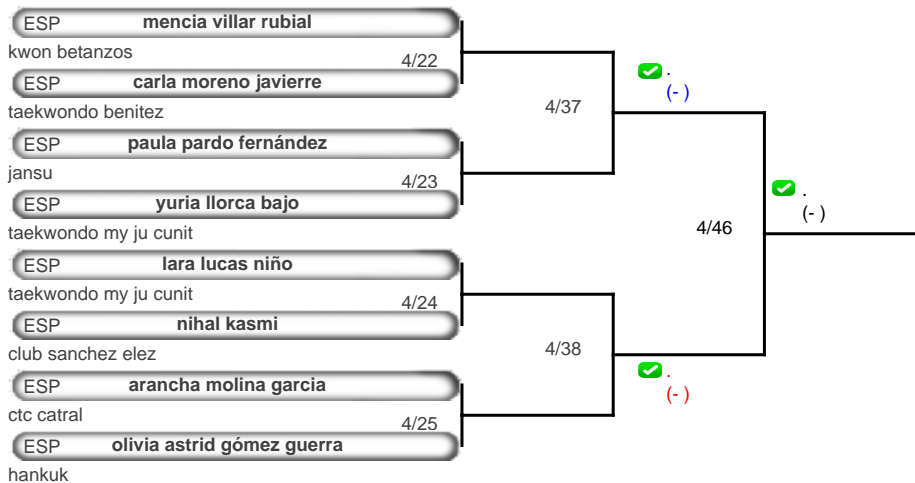 ESP mencia villar rubial
kwon betanzos
4/22
ESP carla moreno javierre
taekwondo benitez
.
(- )
4/37
ESP paula pardo fernández
jansu
4/23
ESP yuria llorca bajo
taekwondo my ju cunit
.
(- )
4/46
ESP lara lucas niño
taekwondo my ju cunit
4/24
ESP nihal kasmi
club sanchez elez
4/38
.
(- )
ESP arancha molina garcia
ctc catral
4/25
ESP olivia astrid gómez guerra
hankuk